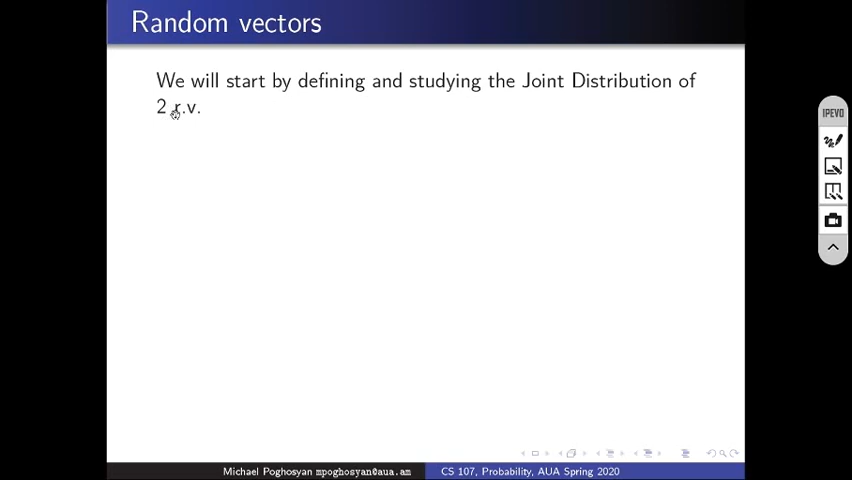 Random vectors
We will start by defining and studying the Joint Distribution of
2 r.v.
IPEVO
Michael Poghosyan mpoghosyan@aua.am CS 107, Probability, AUA Spring 2020